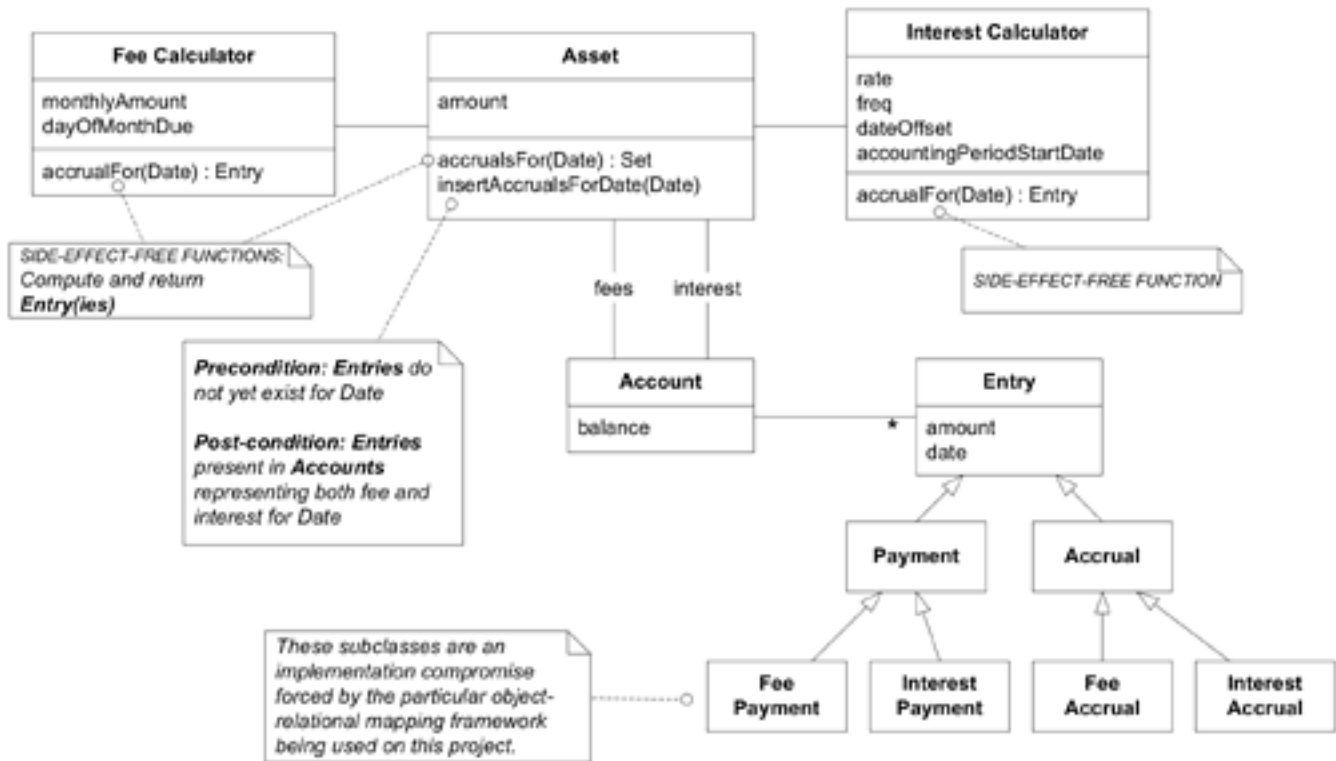 Fee Calculator
monthlyAmount
dayOfMonthDue
accrualFor(Date) : Entry
Asset
amount
accrualsFor(Date) : Set
insertAccrualsForDate(Date)
Interest Calculator
rate
freq
dateOffset
accountingPeriodStartDate
accrualFor(Date) : Entry
SIDE-EFFECT-FREE FUNCTIONS:
Compute and return
Entry(ies)
fees
interest
SIDE-EFFECT-FREE FUNCTION
Precondition: Entries do
not yet exist for Date
Post-condition: Entries
present in Accounts
representing both fee and
interest for Date
Account
balance
*
Entry
amount
date
Payment
Accrual
These subclasses are an
implementation compromise
forced by the particular object-
relational mapping framework
being used on this project.
Fee
Payment
Interest
Payment
Fee
Accrual
Interest
Accrual